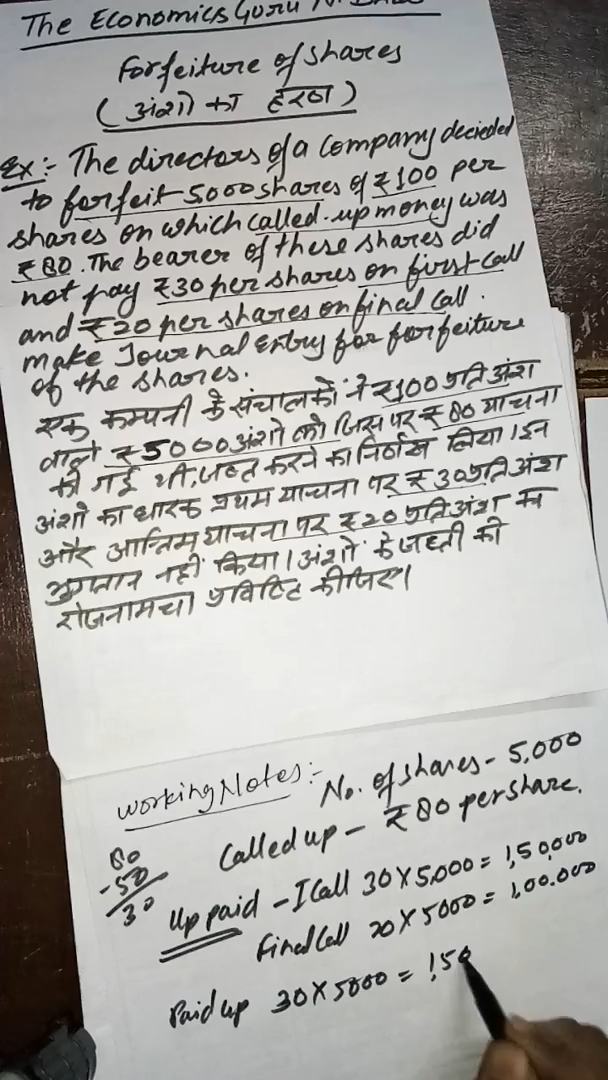 The Economics Guru
Forfeiture of shares
(अंशो का हरण)
Ex:- The directors of a Company decieded
to forfeit 5000 shares of ₹100 per
shares on which called-up money was
₹80. The bearer of these shares did
not pay ₹30 per shares on first call
and ₹20 per shares on final call.
make Journal Entry for forfeiture
of the shares.
एक कम्पनी के संचालकों ने ₹100 प्रति अंश
वाले ₹5000 अंशो को जिस पर ₹80 याचना
की गई थी, जब्त करने का निर्णय लिया। इन
अंशो का धारक प्रथम याचना पर ₹30 प्रति अंश
और अन्तिम याचना पर ₹20 प्रति अंश का
भुगतान नहीं किया। अंशो के जब्ती की
रोजनामचा प्रविष्टि कीजिए।
Working Notes:-
No. of shares - 5,000
Called up - ₹80 per share.
80
-50
30
Up paid - I Call 30 X 5,000 = 1,50,000
Final Call 20 X 5000 = 1,00.000
Paid up 30 X 5000 = 1,50